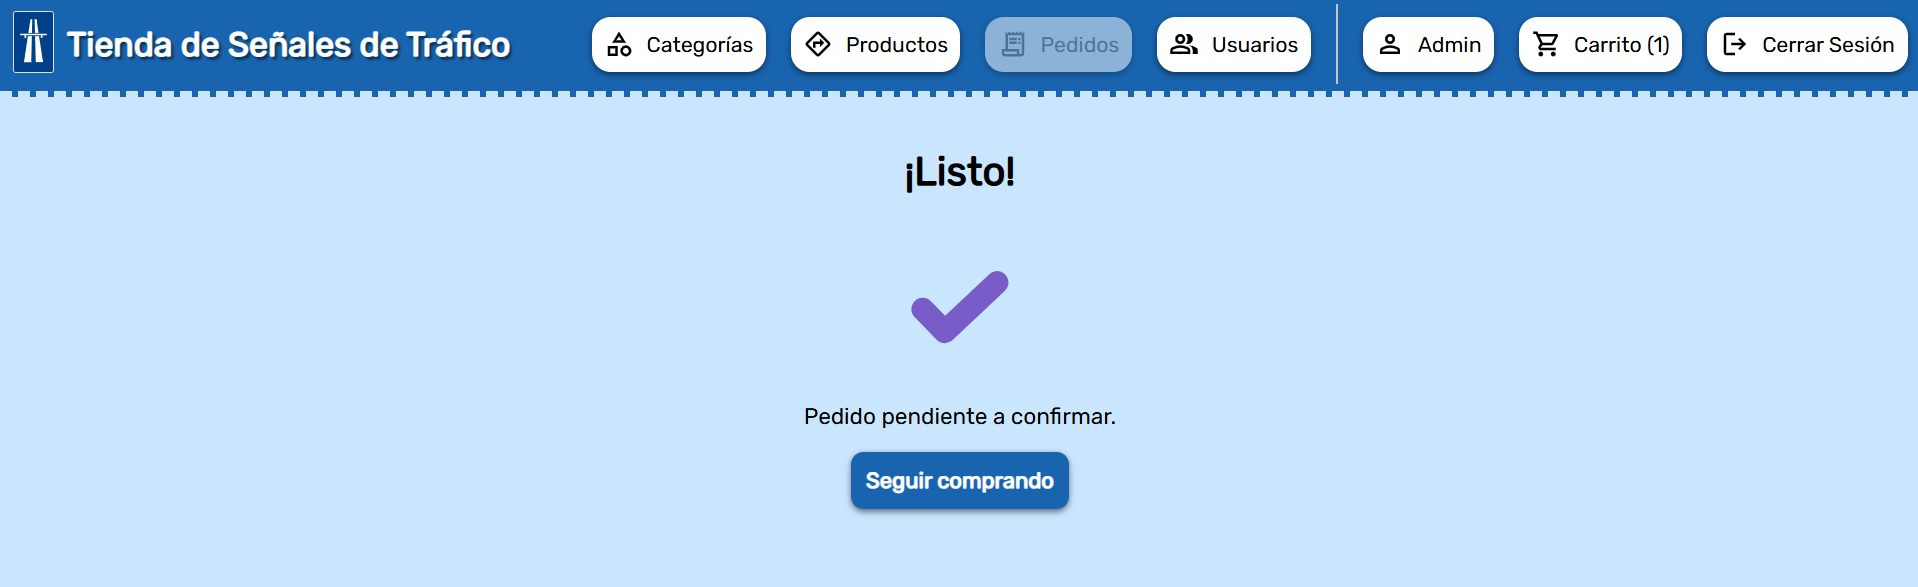 Tienda de Señales de Tráfico
Categorías
Productos
Pedidos
Usuarios
Admin
Carrito (1)
Cerrar Sesión
¡Listo!
Pedido pendiente a confirmar.
Seguir comprando